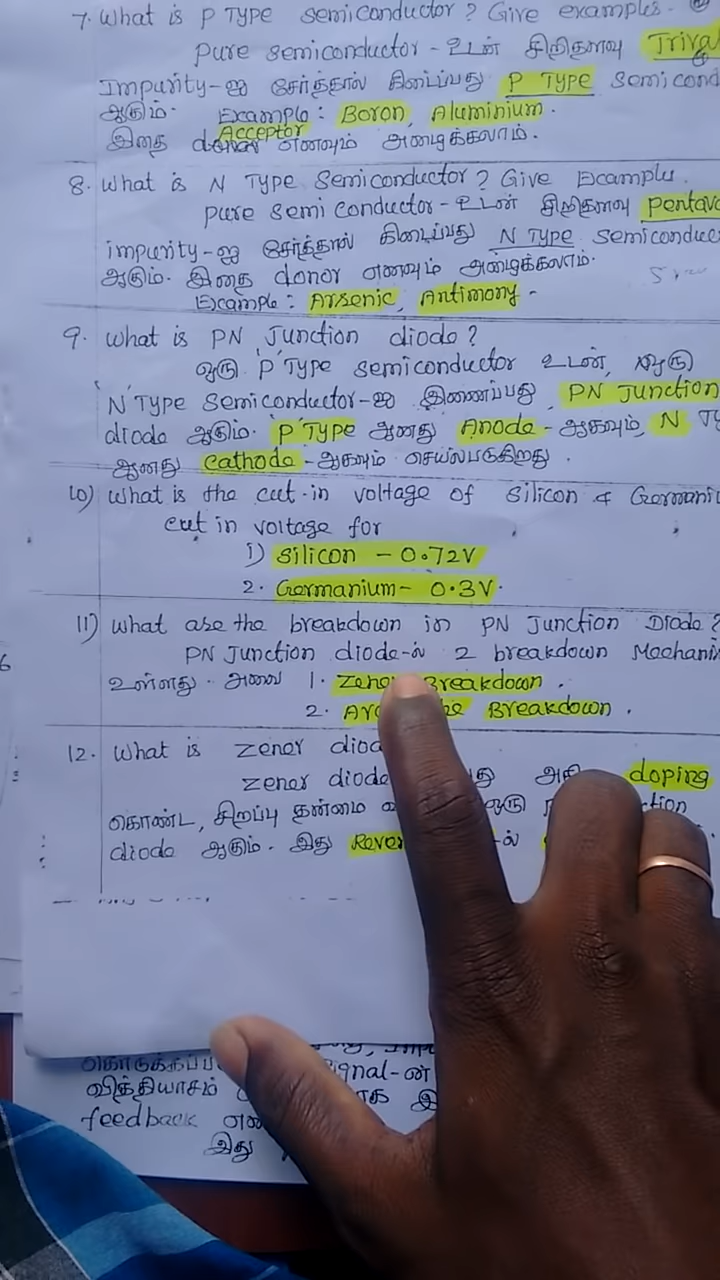 7. What is P Type semiconductor? Give examples.
Pure semiconductor - உடன் சிறிதளவு
Impurity-ஐ சேர்த்தால் கிடைப்பது P Type
ஆகும். Example: Boron, Aluminium.
Acceptor
இதை எனவும் அழைக்கலாம்.
8. What is N Type Semiconductor? Give Example.
Pure semi conductor - உடன் சிறிதளவு
impurity-ஐ சேர்த்தால் கிடைப்பது N Type
ஆகும். இதை donor எனவும் அழைக்கலாம்.
Example: Arsenic, Antimony.
9. What is PN Junction diode?
ஒரு 'P' Type semiconductor உடன், ஒரு
'N' Type semiconductor-ஐ இணைப்பது PN Junction
diode ஆகும். 'P' Type ஆனது Anode-ஆகவும், N
ஆனது cathode-ஆகவும் செயல்படுகிறது.
10) What is the cut-in voltage of silicon &
cut in voltage for
1) Silicon - 0.72V
2. Germanium - 0.3V.
11) What are the breakdown in PN Junction Diode?
PN Junction diode-ல் 2 breakdown
உள்ளது. அவை 1. Zener Breakdown.
2. Breakdown.
12. What is zener
zener doping
கொண்ட, சிறப்பு தன்மை ஒரு
diode ஆகும். இது
வித்தியாசம்
feedback
இது